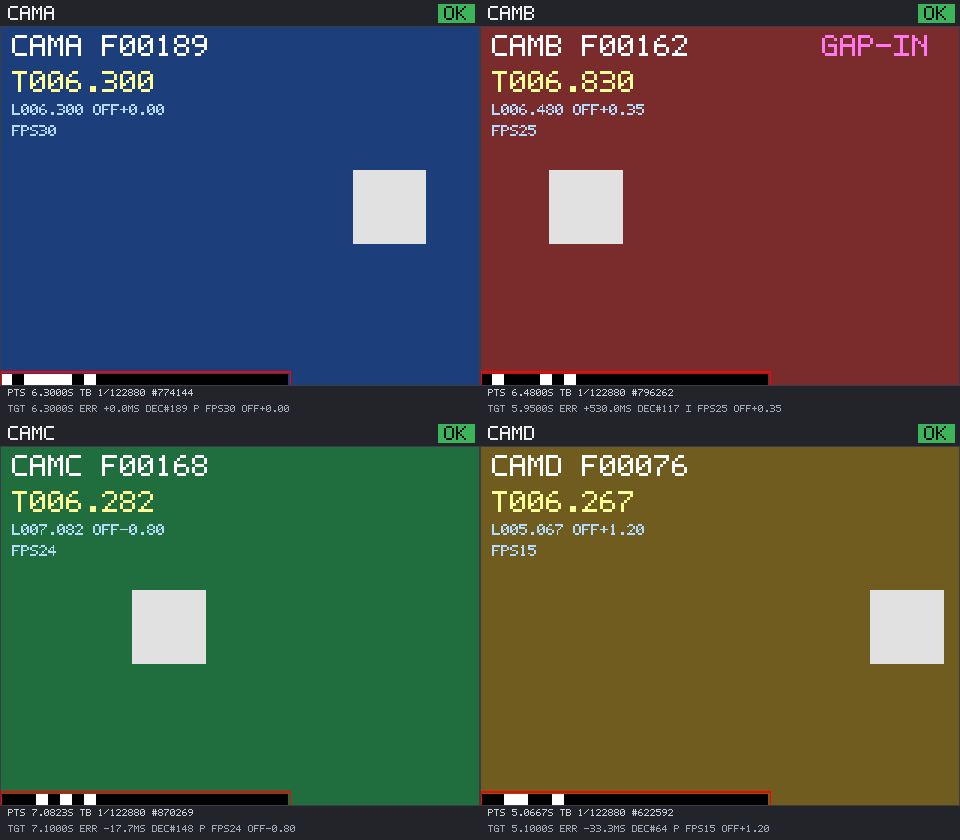 CAMA OK
CAMA F00189
T006.300
L006.300 OFF+0.00
FPS30
PTS 6.3000S TB 1/122880 #774144
TGT 6.3000S ERR +0.0MS DEC#189 P FPS30 OFF+0.00
CAMB OK
CAMB F00162 GAP-IN
T006.830
L006.480 OFF+0.35
FPS25
PTS 6.4800S TB 1/122880 #796262
TGT 5.9500S ERR +530.0MS DEC#117 I FPS25 OFF+0.35
CAMC OK
CAMC F00168
T006.282
L007.082 OFF-0.80
FPS24
PTS 7.0823S TB 1/122880 #870269
TGT 7.1000S ERR -17.7MS DEC#148 P FPS24 OFF-0.80
CAMD OK
CAMD F00076
T006.267
L005.067 OFF+1.20
FPS15
PTS 5.0667S TB 1/122880 #622592
TGT 5.1000S ERR -33.3MS DEC#64 P FPS15 OFF+1.20